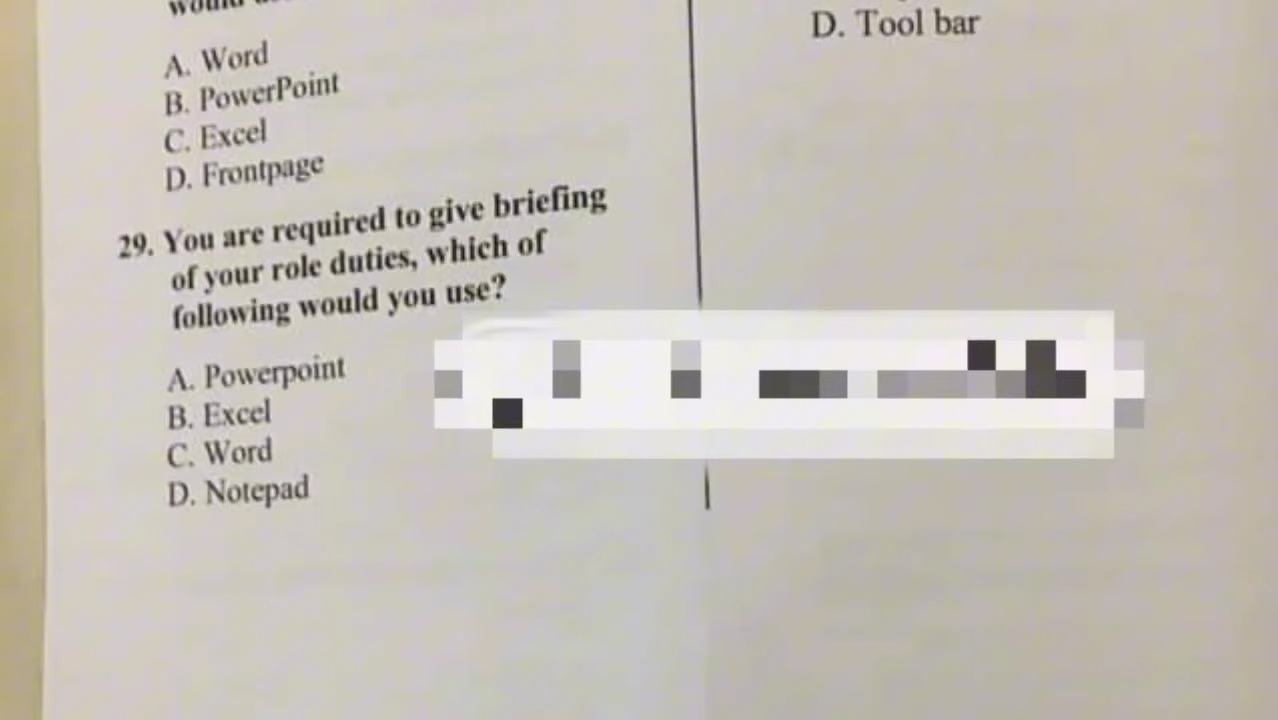 would
A. Word
B. PowerPoint
C. Excel
D. Frontpage
29. You are required to give briefing
of your role duties, which of
following would you use?
A. Powerpoint
B. Excel
C. Word
D. Notepad
D. Tool bar